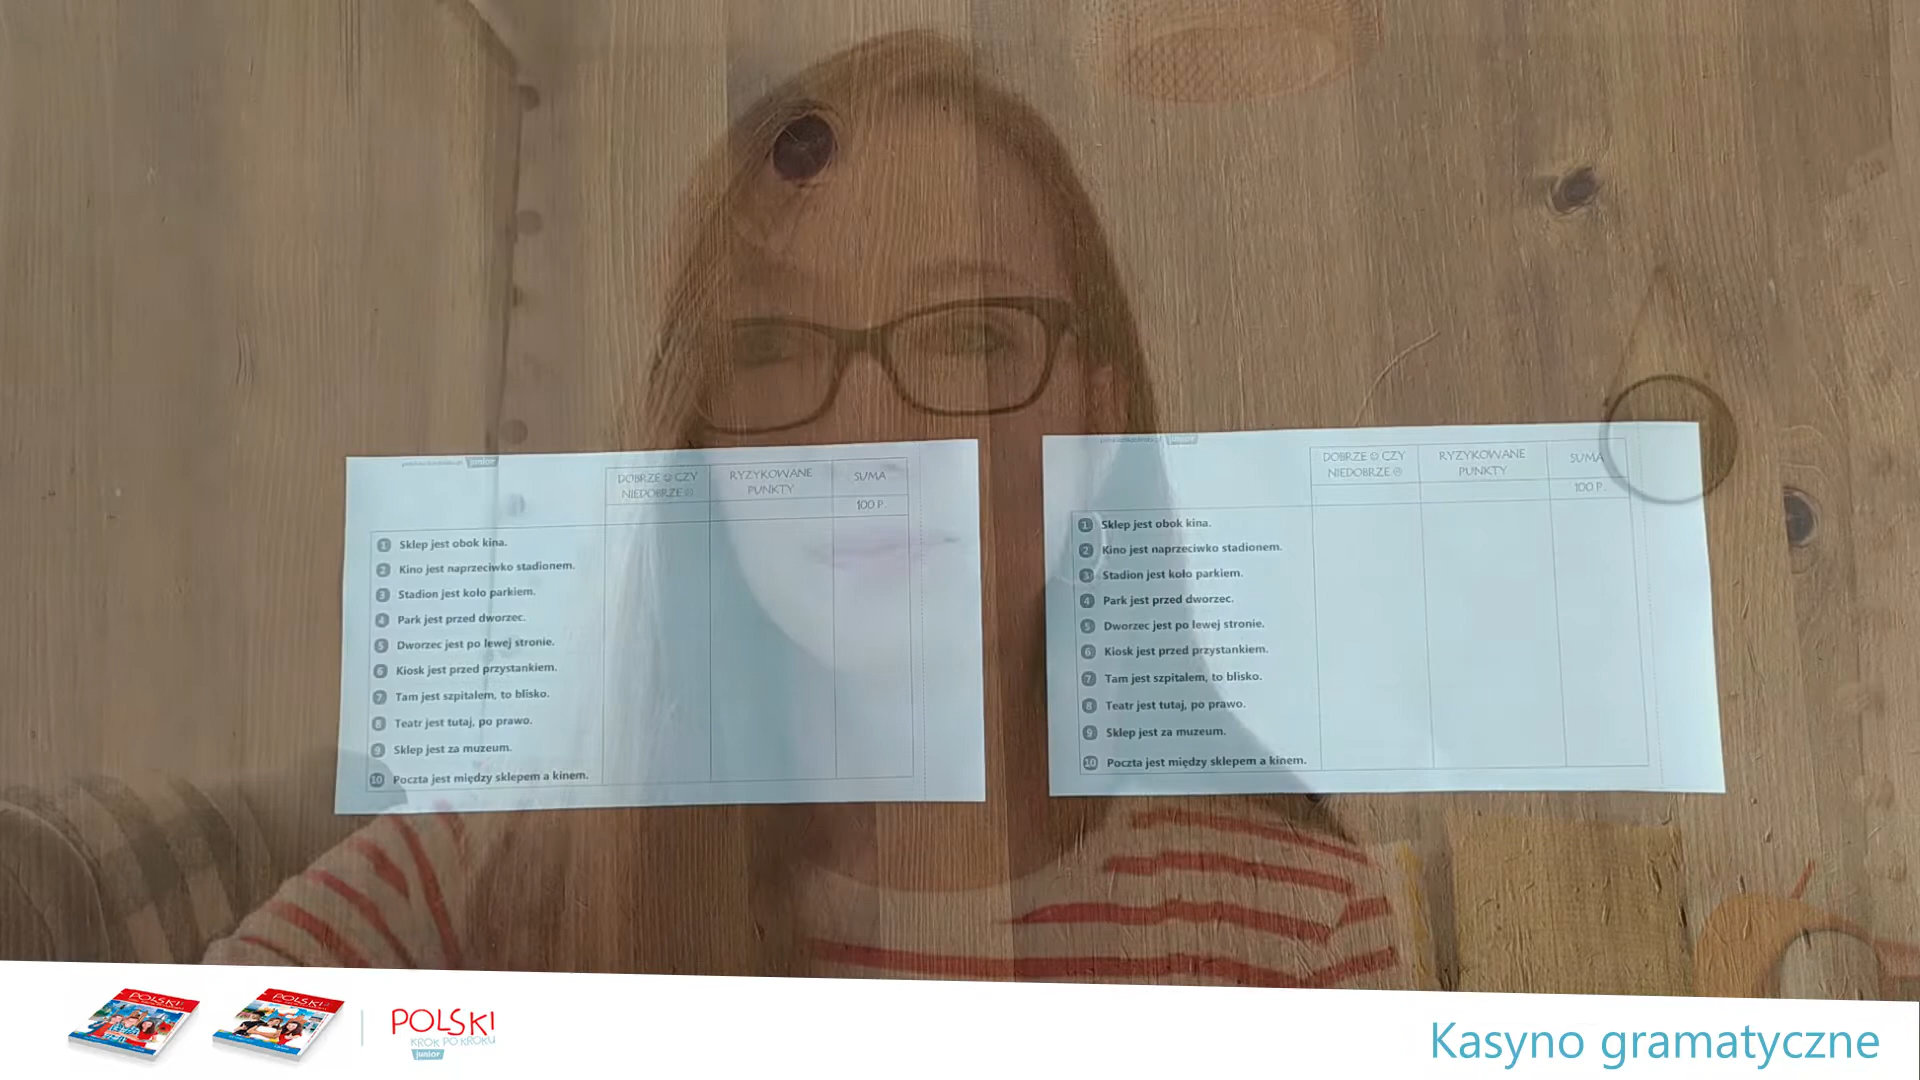 junior
DOBRZE ☺ CZY
NIEDOBRZE ☹
RYZYKOWANE
PUNKTY
SUMA
100 P.
1 Sklep jest obok kina.
2 Kino jest naprzeciwko stadionem.
3 Stadion jest koło parkiem.
4 Park jest przed dworzec.
5 Dworzec jest po lewej stronie.
6 Kiosk jest przed przystankiem.
7 Tam jest szpitalem, to blisko.
8 Teatr jest tutaj, po prawo.
9 Sklep jest za muzeum.
10 Poczta jest między sklepem a kinem.
junior
DOBRZE ☺ CZY
NIEDOBRZE ☹
RYZYKOWANE
PUNKTY
SUMA
100 P.
1 Sklep jest obok kina.
2 Kino jest naprzeciwko stadionem.
3 Stadion jest koło parkiem.
4 Park jest przed dworzec.
5 Dworzec jest po lewej stronie.
6 Kiosk jest przed przystankiem.
7 Tam jest szpitalem, to blisko.
8 Teatr jest tutaj, po prawo.
9 Sklep jest za muzeum.
10 Poczta jest między sklepem a kinem.
POLSKI
POLSKI
POLSKI
KROK PO KROKU
junior
Kasyno gramatyczne